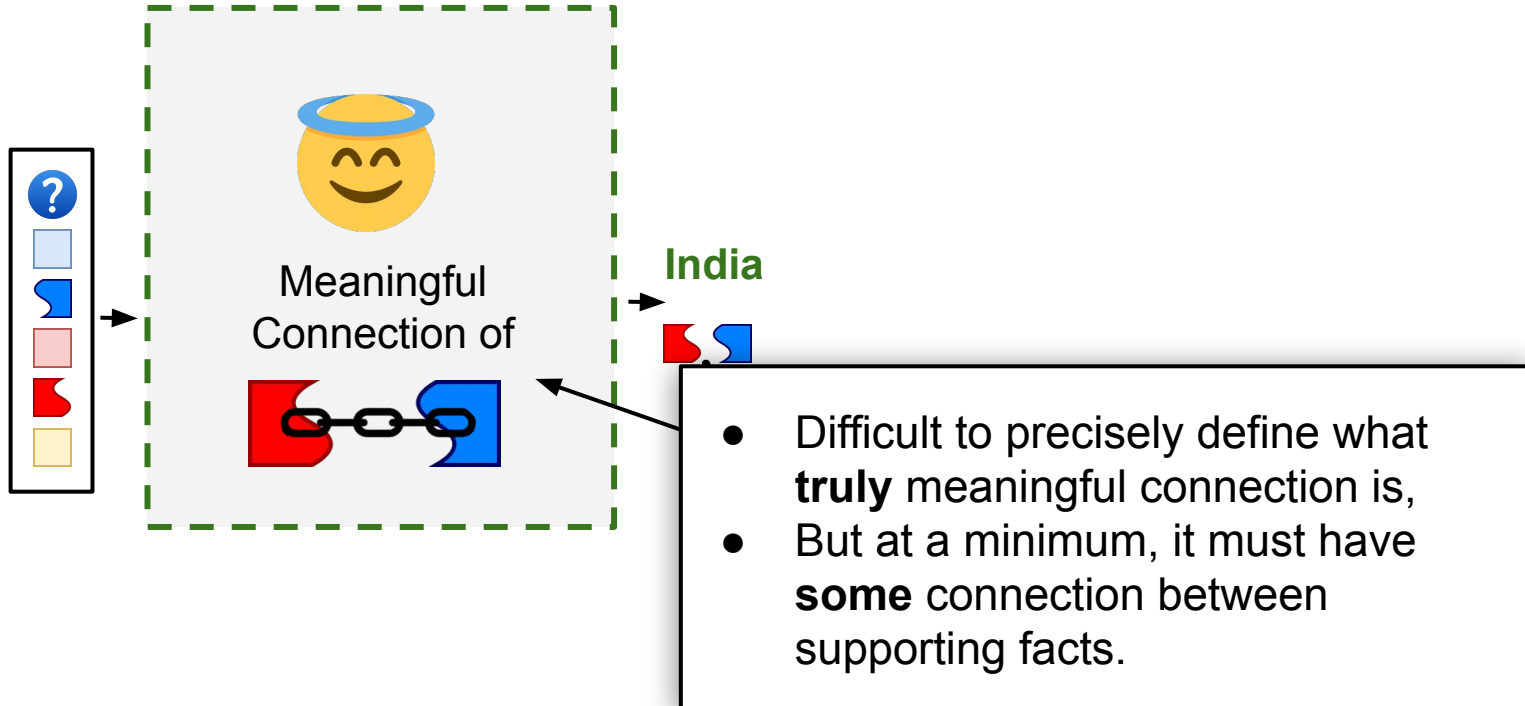 ?
Meaningful
Connection of
India
● Difficult to precisely define what
truly meaningful connection is,
● But at a minimum, it must have
some connection between
supporting facts.